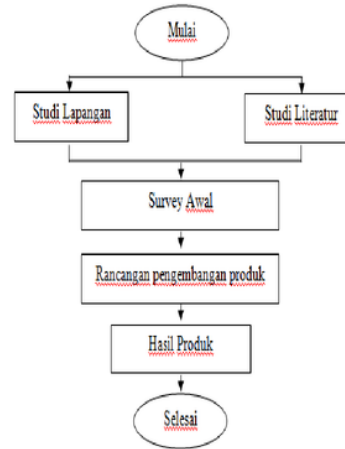 Mulai
Studi Lapangan
Studi Literatur
Survey Awal
Rancangan pengembangan produk
Hasil Produk
Selesai